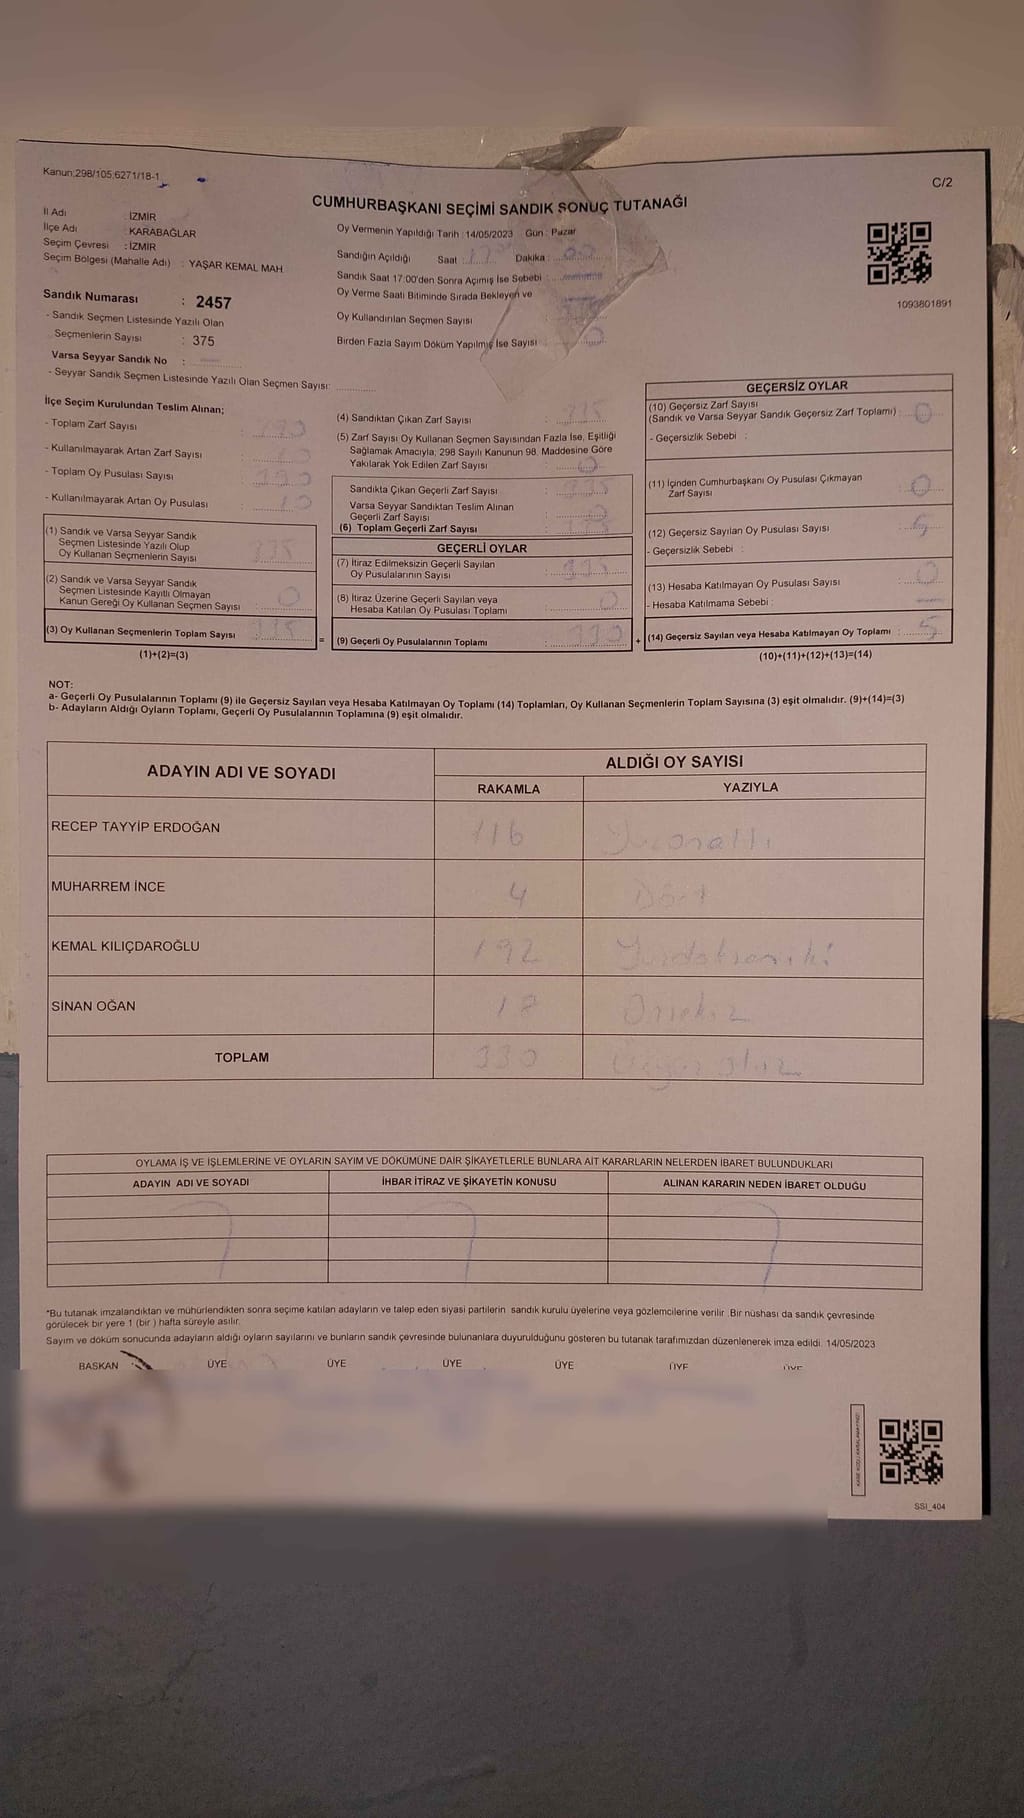 Kanun:298/105,6271/18-1
C/2
CUMHURBAŞKANI SEÇİMİ SANDIK SONUÇ TUTANAĞI
İl Adı : İZMİR
İlçe Adı : KARABAĞLAR
Seçim Çevresi : İZMİR
Seçim Bölgesi (Mahalle Adı) : YAŞAR KEMAL MAH.
Sandık Numarası : 2457
- Sandık Seçmen Listesinde Yazılı Olan
Seçmenlerin Sayısı : 375
Varsa Seyyar Sandık No :
- Seyyar Sandık Seçmen Listesinde Yazılı Olan Seçmen Sayısı:
Oy Vermenin Yapıldığı Tarih : 14/05/2023 Gün : Pazar
Sandığın Açıldığı Saat : Dakika :
Sandık Saat 17:00'den Sonra Açımış İse Sebebi :
Oy Verme Saati Bitiminde Sırada Bekleyen ve
Oy Kullandırılan Seçmen Sayısı
Birden Fazla Sayım Döküm Yapılmış İse Sayısı
1093801891
İlçe Seçim Kurulundan Teslim Alınan;
- Toplam Zarf Sayısı :
- Kullanılmayarak Artan Zarf Sayısı :
- Toplam Oy Pusulası Sayısı :
- Kullanılmayarak Artan Oy Pusulası : 10
(1) Sandık ve Varsa Seyyar Sandık
Seçmen Listesinde Yazılı Olup
Oy Kullanan Seçmenlerin Sayısı : 335
(2) Sandık ve Varsa Seyyar Sandık
Seçmen Listesinde Kayıtlı Olmayan
Kanun Gereği Oy Kullanan Seçmen Sayısı : 0
(3) Oy Kullanan Seçmenlerin Toplam Sayısı : 335
(1)+(2)=(3)
(4) Sandıktan Çıkan Zarf Sayısı : 335
(5) Zarf Sayısı Oy Kullanan Seçmen Sayısından Fazla İse, Eşitliği
Sağlamak Amacıyla; 298 Sayılı Kanunun 98. Maddesine Göre
Yakılarak Yok Edilen Zarf Sayısı : 0
Sandıkta Çıkan Geçerli Zarf Sayısı : 335
Varsa Seyyar Sandıktan Teslim Alınan
Geçerli Zarf Sayısı : 0
(6) Toplam Geçerli Zarf Sayısı : 335
GEÇERLİ OYLAR
(7) İtiraz Edilmeksizin Geçerli Sayılan
Oy Pusulalarının Sayısı :
(8) İtiraz Üzerine Geçerli Sayılan veya
Hesaba Katılan Oy Pusulası Toplamı : 0
= (9) Geçerli Oy Pusulalarının Toplamı : 330 +
GEÇERSİZ OYLAR
(10) Geçersiz Zarf Sayısı
(Sandık ve Varsa Seyyar Sandık Geçersiz Zarf Toplamı) : 0
- Geçersizlik Sebebi :
(11) İçinden Cumhurbaşkanı Oy Pusulası Çıkmayan
Zarf Sayısı : 0
(12) Geçersiz Sayılan Oy Pusulası Sayısı : 5
- Geçersizlik Sebebi :
(13) Hesaba Katılmayan Oy Pusulası Sayısı : 0
- Hesaba Katılmama Sebebi :
(14) Geçersiz Sayılan veya Hesaba Katılmayan Oy Toplamı : 5
(10)+(11)+(12)+(13)=(14)
NOT:
a- Geçerli Oy Pusulalarının Toplamı (9) ile Geçersiz Sayılan veya Hesaba Katılmayan Oy Toplamı (14) Toplamları, Oy Kullanan Seçmenlerin Toplam Sayısına (3) eşit olmalıdır. (9)+(14)=(3)
b- Adayların Aldığı Oyların Toplamı, Geçerli Oy Pusulalarının Toplamına (9) eşit olmalıdır.
ADAYIN ADI VE SOYADI
ALDIĞI OY SAYISI
RAKAMLA YAZIYLA
RECEP TAYYİP ERDOĞAN 116 Yüzonaltı
MUHARREM İNCE 4 Dört
KEMAL KILIÇDAROĞLU 192 Yüzdoksaniki
SİNAN OĞAN 18 Onsekiz
TOPLAM 330 Üçyüz otuz
OYLAMA İŞ VE İŞLEMLERİNE VE OYLARIN SAYIM VE DÖKÜMÜNE DAİR ŞİKAYETLERLE BUNLARA AİT KARARLARIN NELERDEN İBARET BULUNDUKLARI
ADAYIN ADI VE SOYADI İHBAR İTİRAZ VE ŞİKAYETİN KONUSU ALINAN KARARIN NEDEN İBARET OLDUĞU
*Bu tutanak imzalandıktan ve mühürlendikten sonra seçime katılan adayların ve talep eden siyasi partilerin sandık kurulu üyelerine veya gözlemcilerine verilir. Bir nüshası da sandık çevresinde
görülecek bir yere 1 (bir ) hafta süreyle asılır.
Sayım ve döküm sonucunda adayların aldığı oyların sayılarını ve bunların sandık çevresinde bulunanlara duyurulduğunu gösteren bu tutanak tarafımızdan düzenlenerek imza edildi. 14/05/2023
BAŞKAN ÜYE ÜYE ÜYE ÜYE ÜYE ÜYE
SSI_404